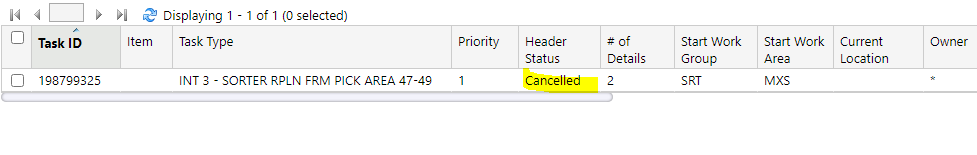 Displaying 1 - 1 of 1 (0 selected)
Task ID Item Task Type Priority Header Status # of Details Start Work Group Start Work Area Current Location Owner
198799325 INT 3 - SORTER RPLN FRM PICK AREA 47-49 1 Cancelled 2 SRT MXS *